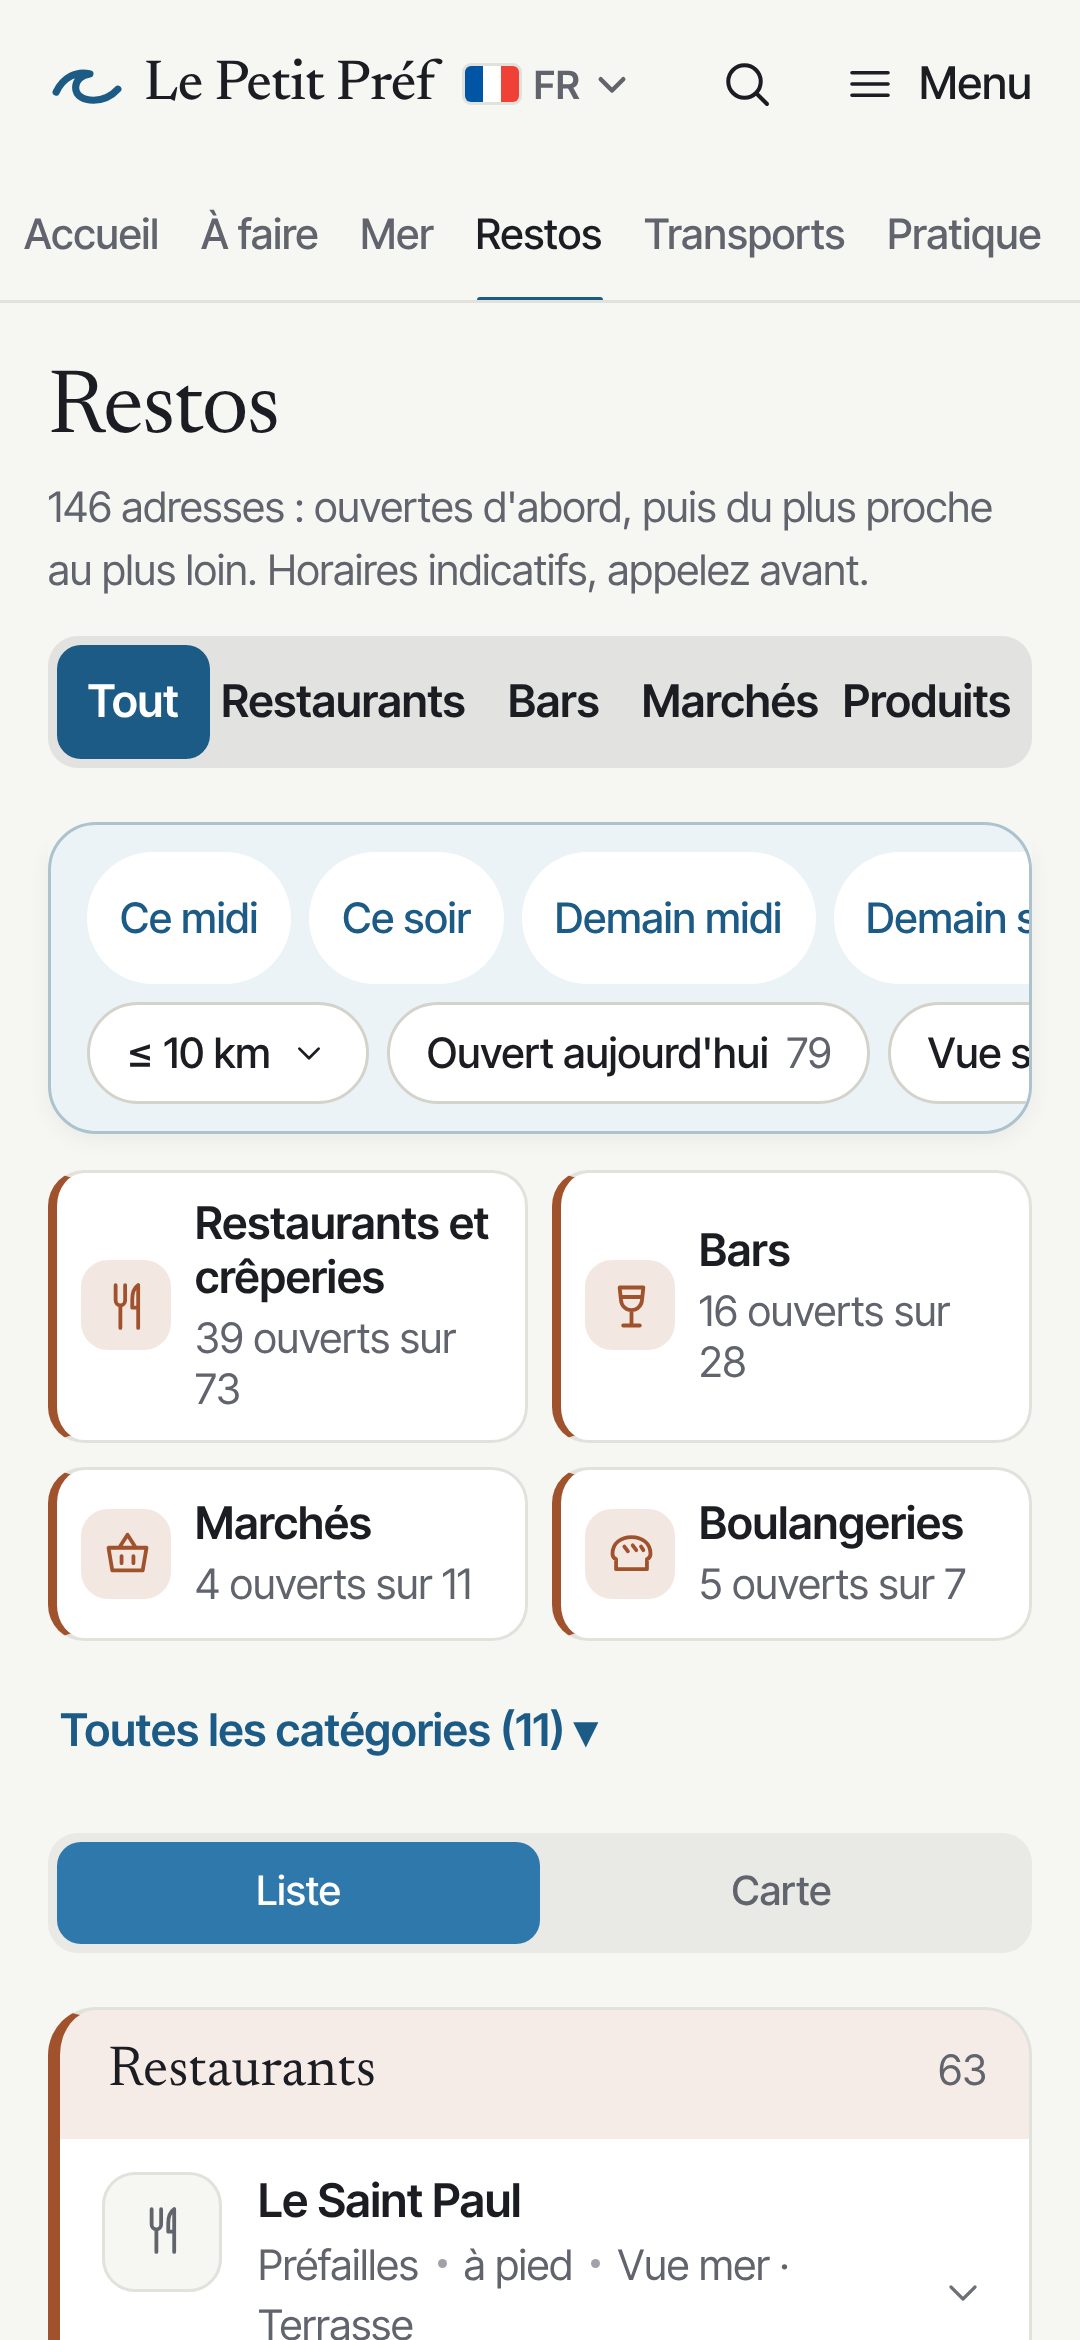 Le Petit Préf FR Menu
Accueil À faire Mer Restos Transports Pratique
Restos
146 adresses : ouvertes d'abord, puis du plus proche
au plus loin. Horaires indicatifs, appelez avant.
Tout Restaurants Bars Marchés Produits
Ce midi Ce soir Demain midi Demain s
≤ 10 km Ouvert aujourd'hui 79 Vue s
Restaurants et
crêperies
39 ouverts sur
73
Bars
16 ouverts sur
28
Marchés
4 ouverts sur 11
Boulangeries
5 ouverts sur 7
Toutes les catégories (11) ▼
Liste Carte
Restaurants 63
Le Saint Paul
Préfailles • à pied • Vue mer ·
Terrasse